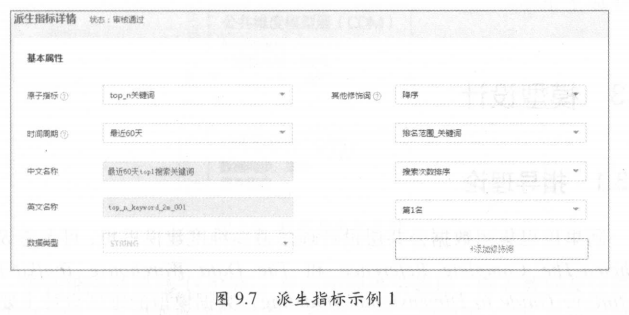 派生指标详情 状态：审核通过
基本属性
原子指标 top_n关键词 其他修饰词 降序
时间周期 最近60天 排名范围_关键词
中文名称 最近60天top1搜索关键词 搜索次数排序
英文名称 top_n_keyword_2m_001 第1名
数据类型 STRING +添加修饰词
图 9.7 派生指标示例 1